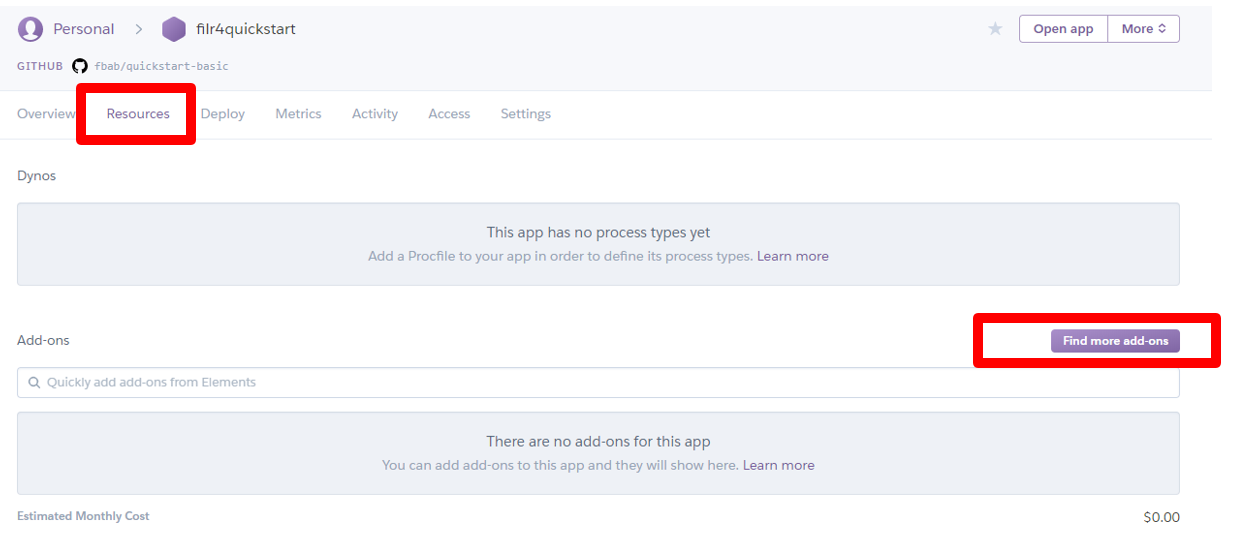 Personal > filr4quickstart
Open app More
GITHUB fbab/quickstart-basic
Overview Resources Deploy Metrics Activity Access Settings
Dynos
This app has no process types yet
Add a Procfile to your app in order to define its process types. Learn more
Add-ons
Find more add-ons
Quickly add add-ons from Elements
There are no add-ons for this app
You can add add-ons to this app and they will show here. Learn more
Estimated Monthly Cost $0.00